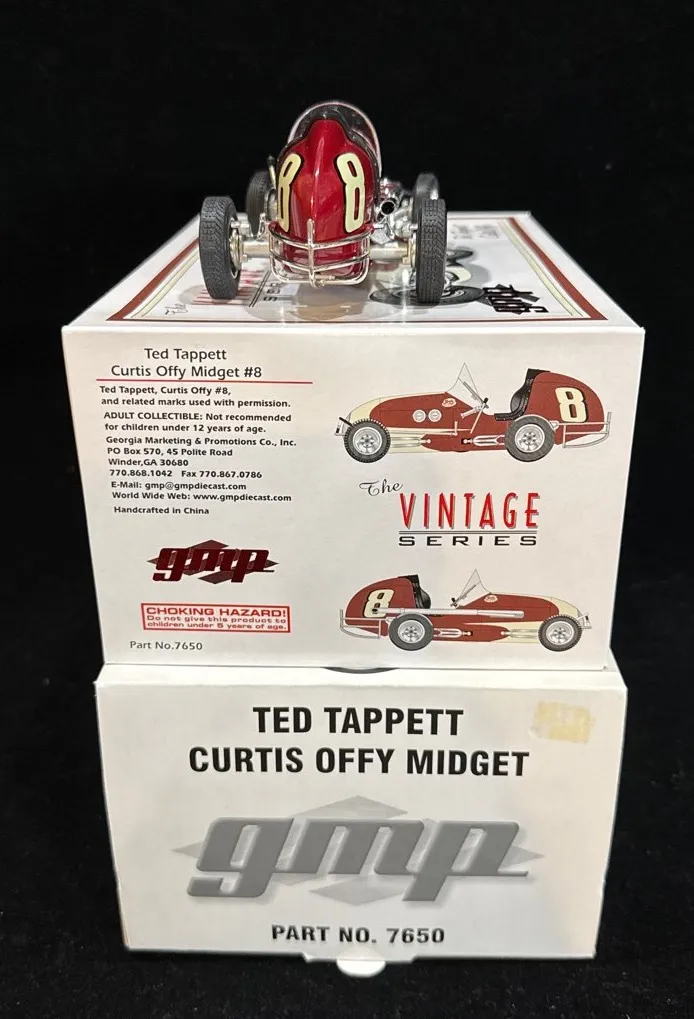 8 8
The
Ted Tappett
Curtis Offy Midget #8
Ted Tappett, Curtis Offy #8,
and related marks used with permission.
ADULT COLLECTIBLE: Not recommended
for children under 12 years of age.
Georgia Marketing & Promotions Co., Inc.
PO Box 570, 45 Polite Road
Winder,GA 30680
770.868.1042 Fax 770.867.0786
E-Mail: gmp@gmpdiecast.com
World Wide Web: www.gmpdiecast.com
Handcrafted in China
gmp
CHOKING HAZARD!
Do not give this product to
children under 5 years of age.
Part No.7650
8
The
VINTAGE
SERIES
8
TED TAPPETT
CURTIS OFFY MIDGET
gmp
PART NO. 7650